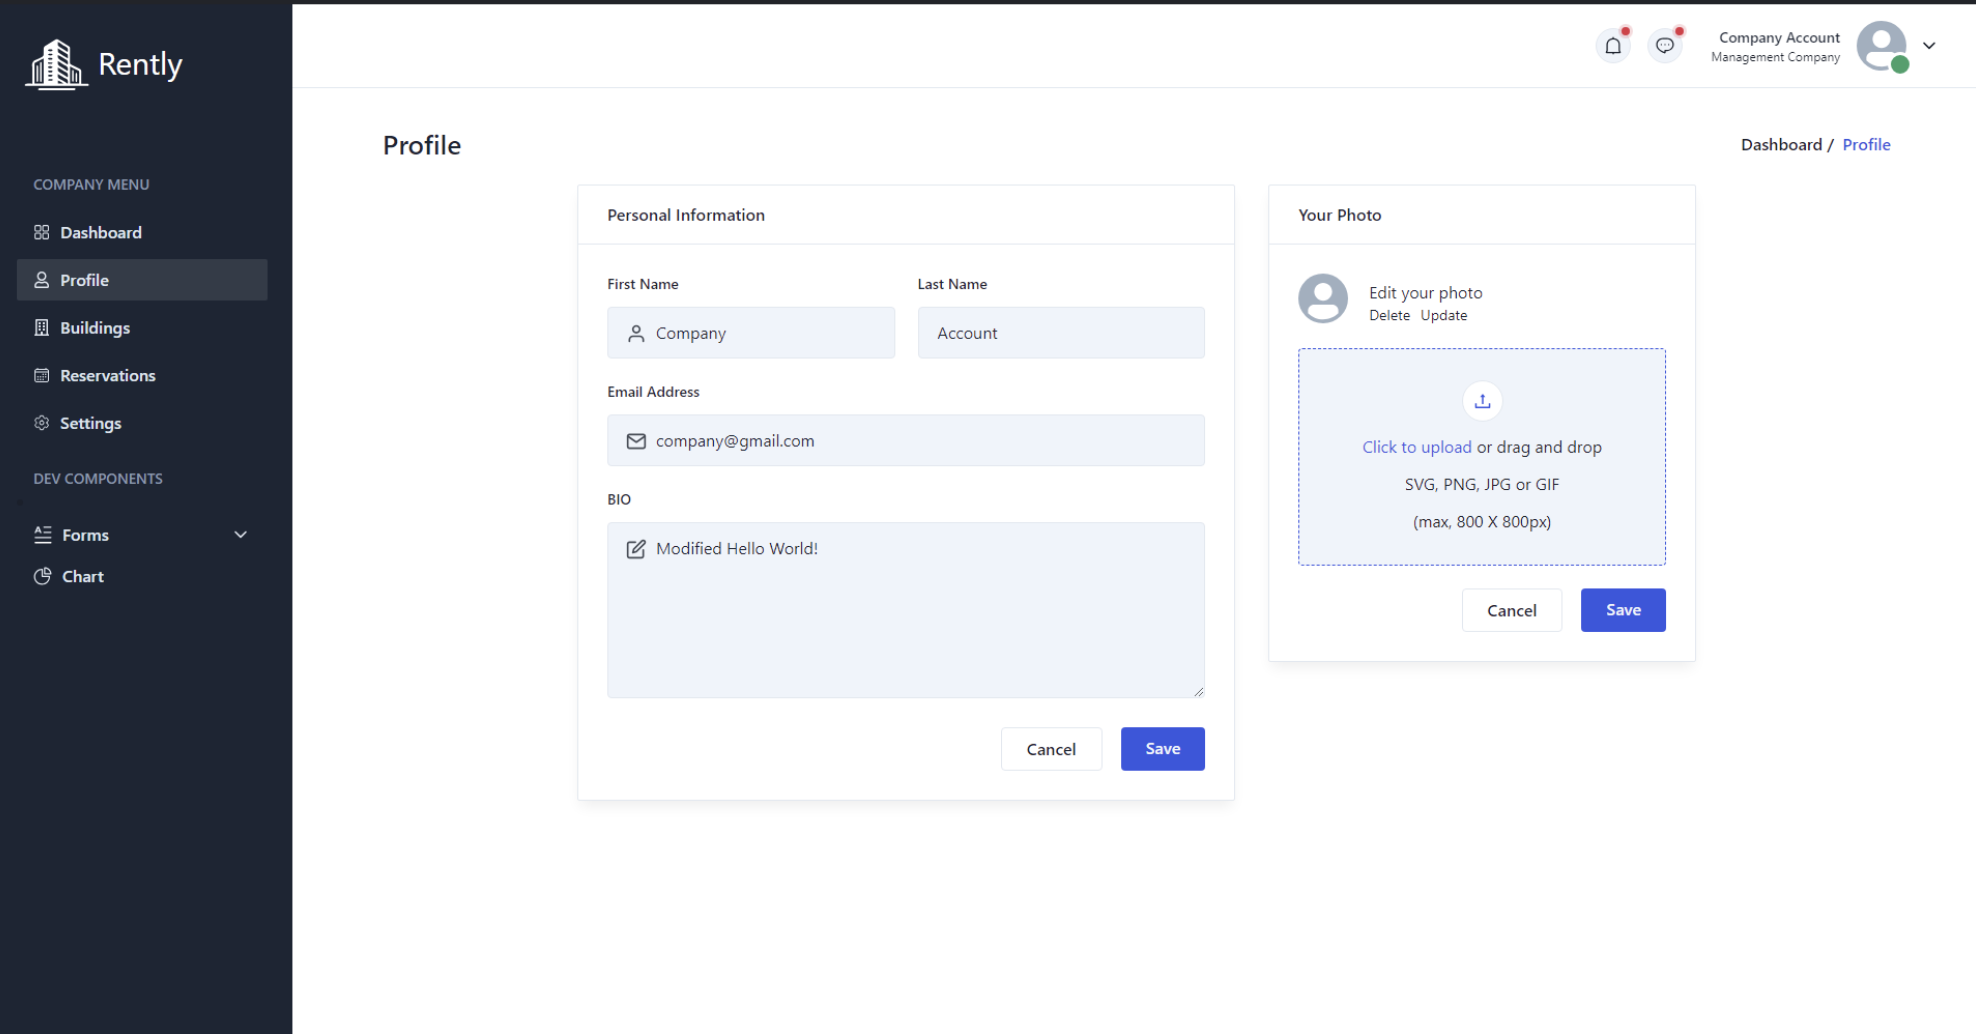 Rently
COMPANY MENU
Dashboard
Profile
Buildings
Reservations
Settings
DEV COMPONENTS
Forms
Chart
Company Account
Management Company
Profile
Dashboard / Profile
Personal Information
First Name
Last Name
Company
Account
Email Address
company@gmail.com
BIO
Modified Hello World!
Cancel
Save
Your Photo
Edit your photo
Delete Update
Click to upload or drag and drop
SVG, PNG, JPG or GIF
(max, 800 X 800px)
Cancel
Save